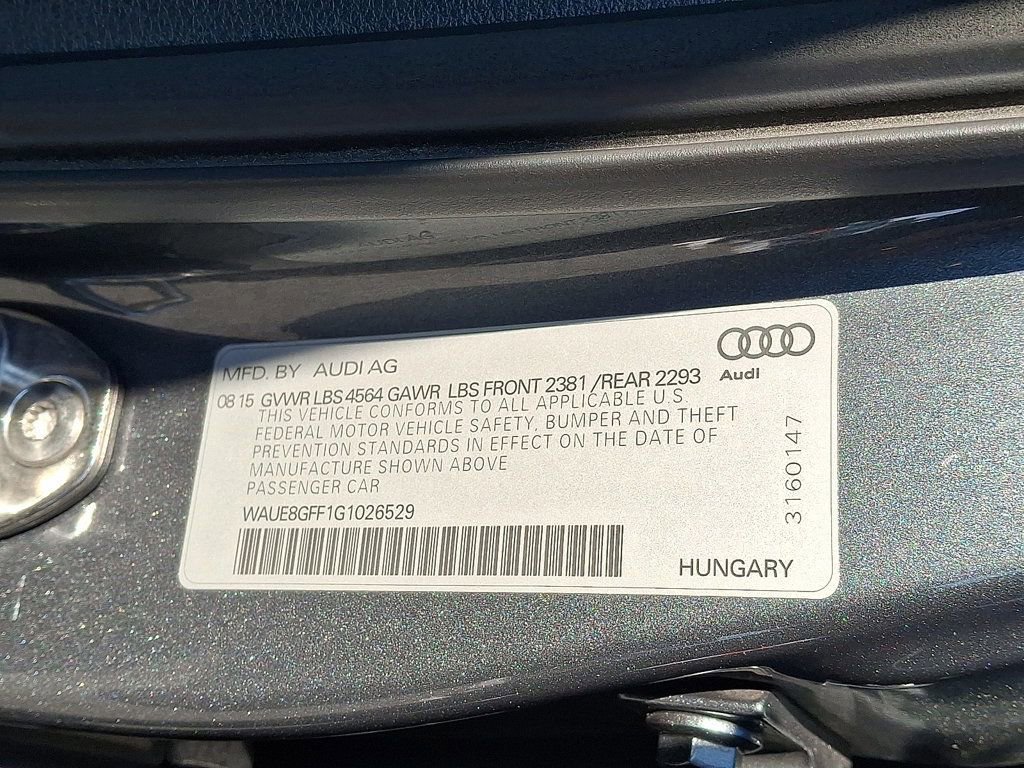 MFD. BY AUDI AG
Audi
08 15 GVWR LBS 4564 GAWR LBS FRONT 2381 /REAR 2293
THIS VEHICLE CONFORMS TO ALL APPLICABLE U.S.
FEDERAL MOTOR VEHICLE SAFETY, BUMPER AND THEFT
PREVENTION STANDARDS IN EFFECT ON THE DATE OF
MANUFACTURE SHOWN ABOVE
PASSENGER CAR
WAUE8GFF1G1026529
HUNGARY
3160147